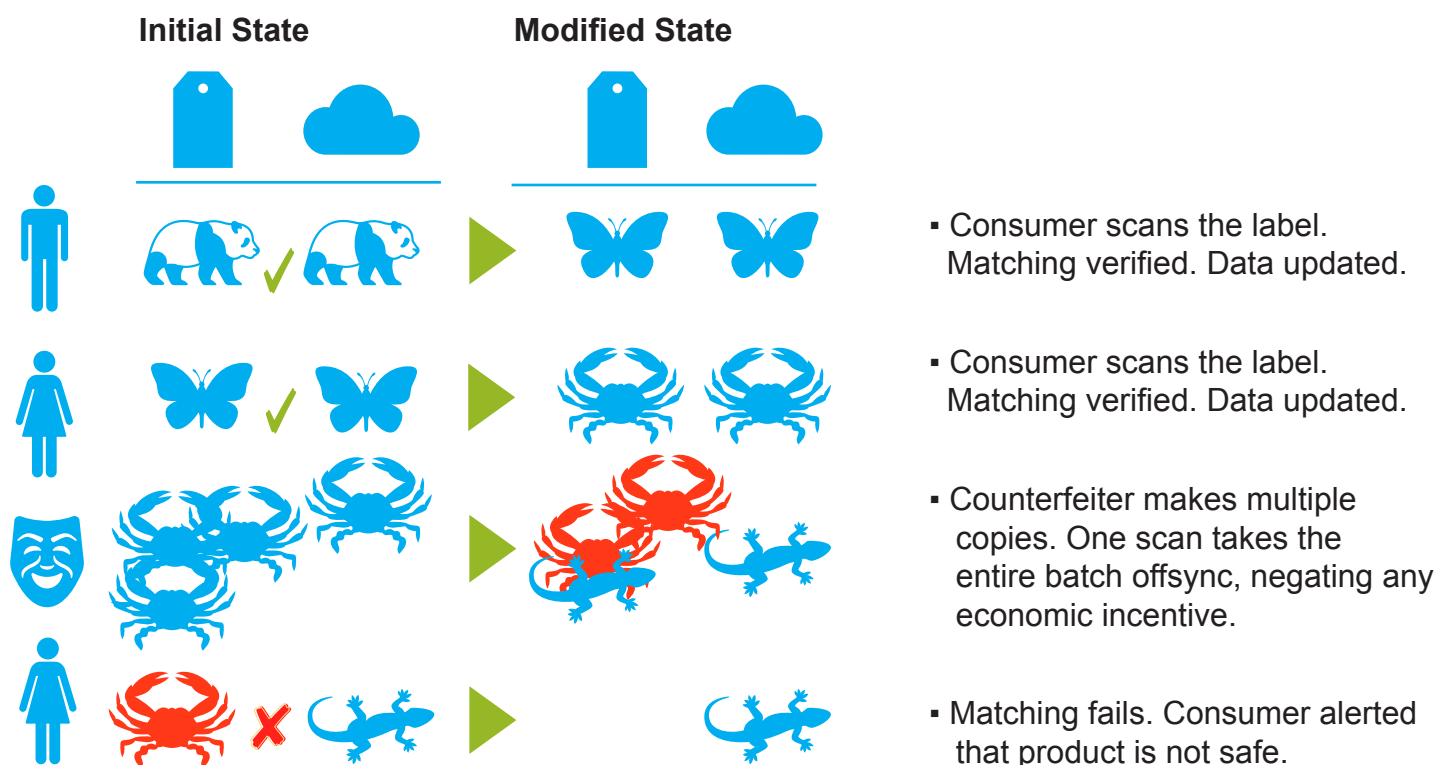 Initial State
Modified State
▪ Consumer scans the label.
Matching verified. Data updated.
▪ Consumer scans the label.
Matching verified. Data updated.
▪ Counterfeiter makes multiple
copies. One scan takes the
entire batch offsync, negating any
economic incentive.
▪ Matching fails. Consumer alerted
that product is not safe.